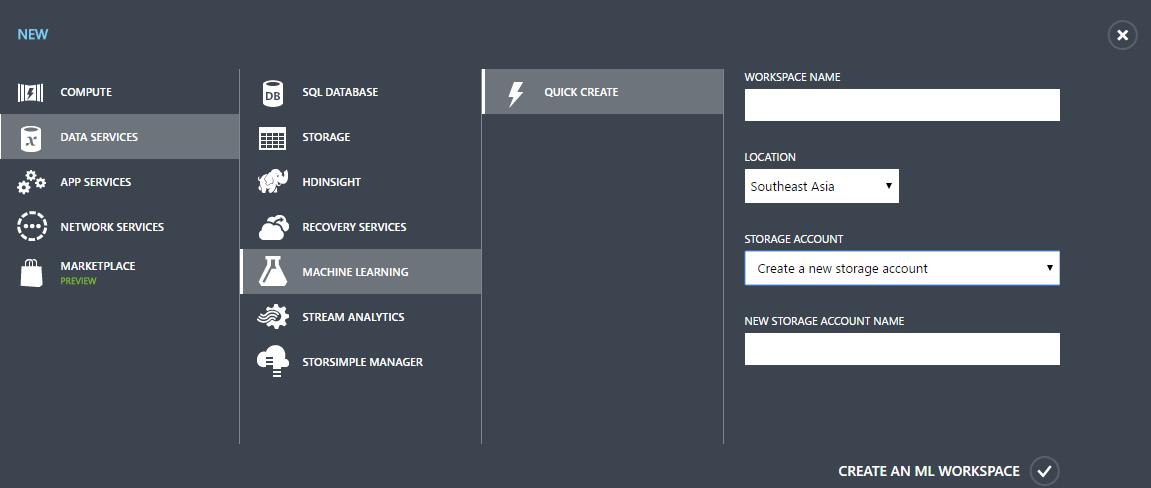 NEW
COMPUTE
DATA SERVICES
x
APP SERVICES
NETWORK SERVICES
MARKETPLACE
PREVIEW
DB
SQL DATABASE
STORAGE
HDINSIGHT
RECOVERY SERVICES
MACHINE LEARNING
STREAM ANALYTICS
STORSIMPLE MANAGER
QUICK CREATE
WORKSPACE NAME
LOCATION
Southeast Asia
STORAGE ACCOUNT
Create a new storage account
NEW STORAGE ACCOUNT NAME
CREATE AN ML WORKSPACE